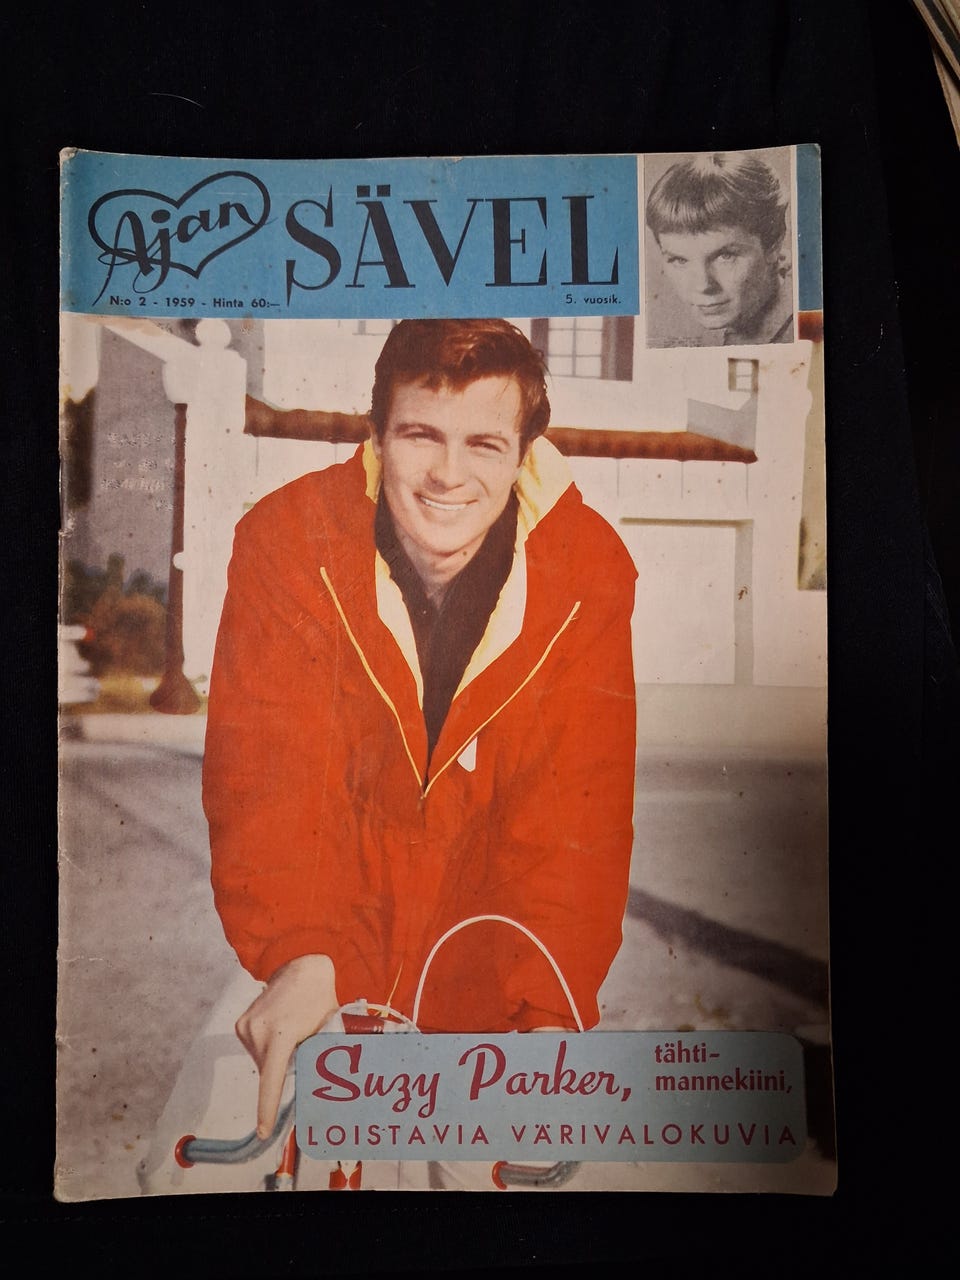 Ajan SÄVEL
N:o 2 - 1959 - Hinta 60:—
5. vuosik.
Suzy Parker, tähti-
mannekiini,
LOISTAVIA VÄRIVALOKUVIA